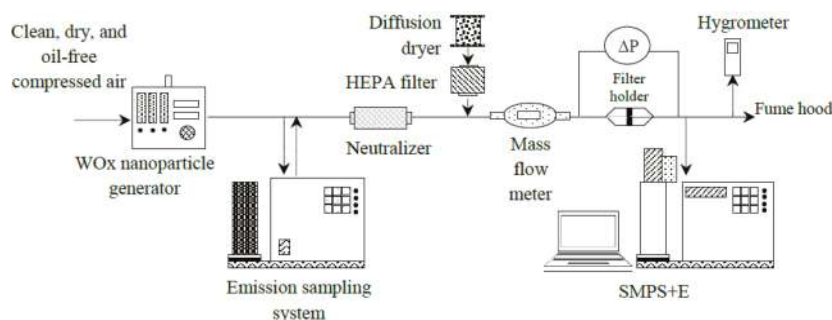 Clean, dry, and
oil-free
compressed air
WOx nanoparticle
generator
Emission sampling
system
Neutralizer
Diffusion
dryer
HEPA filter
Mass
flow
meter
ΔP
Filter
holder
Hygrometer
Fume hood
SMPS+E